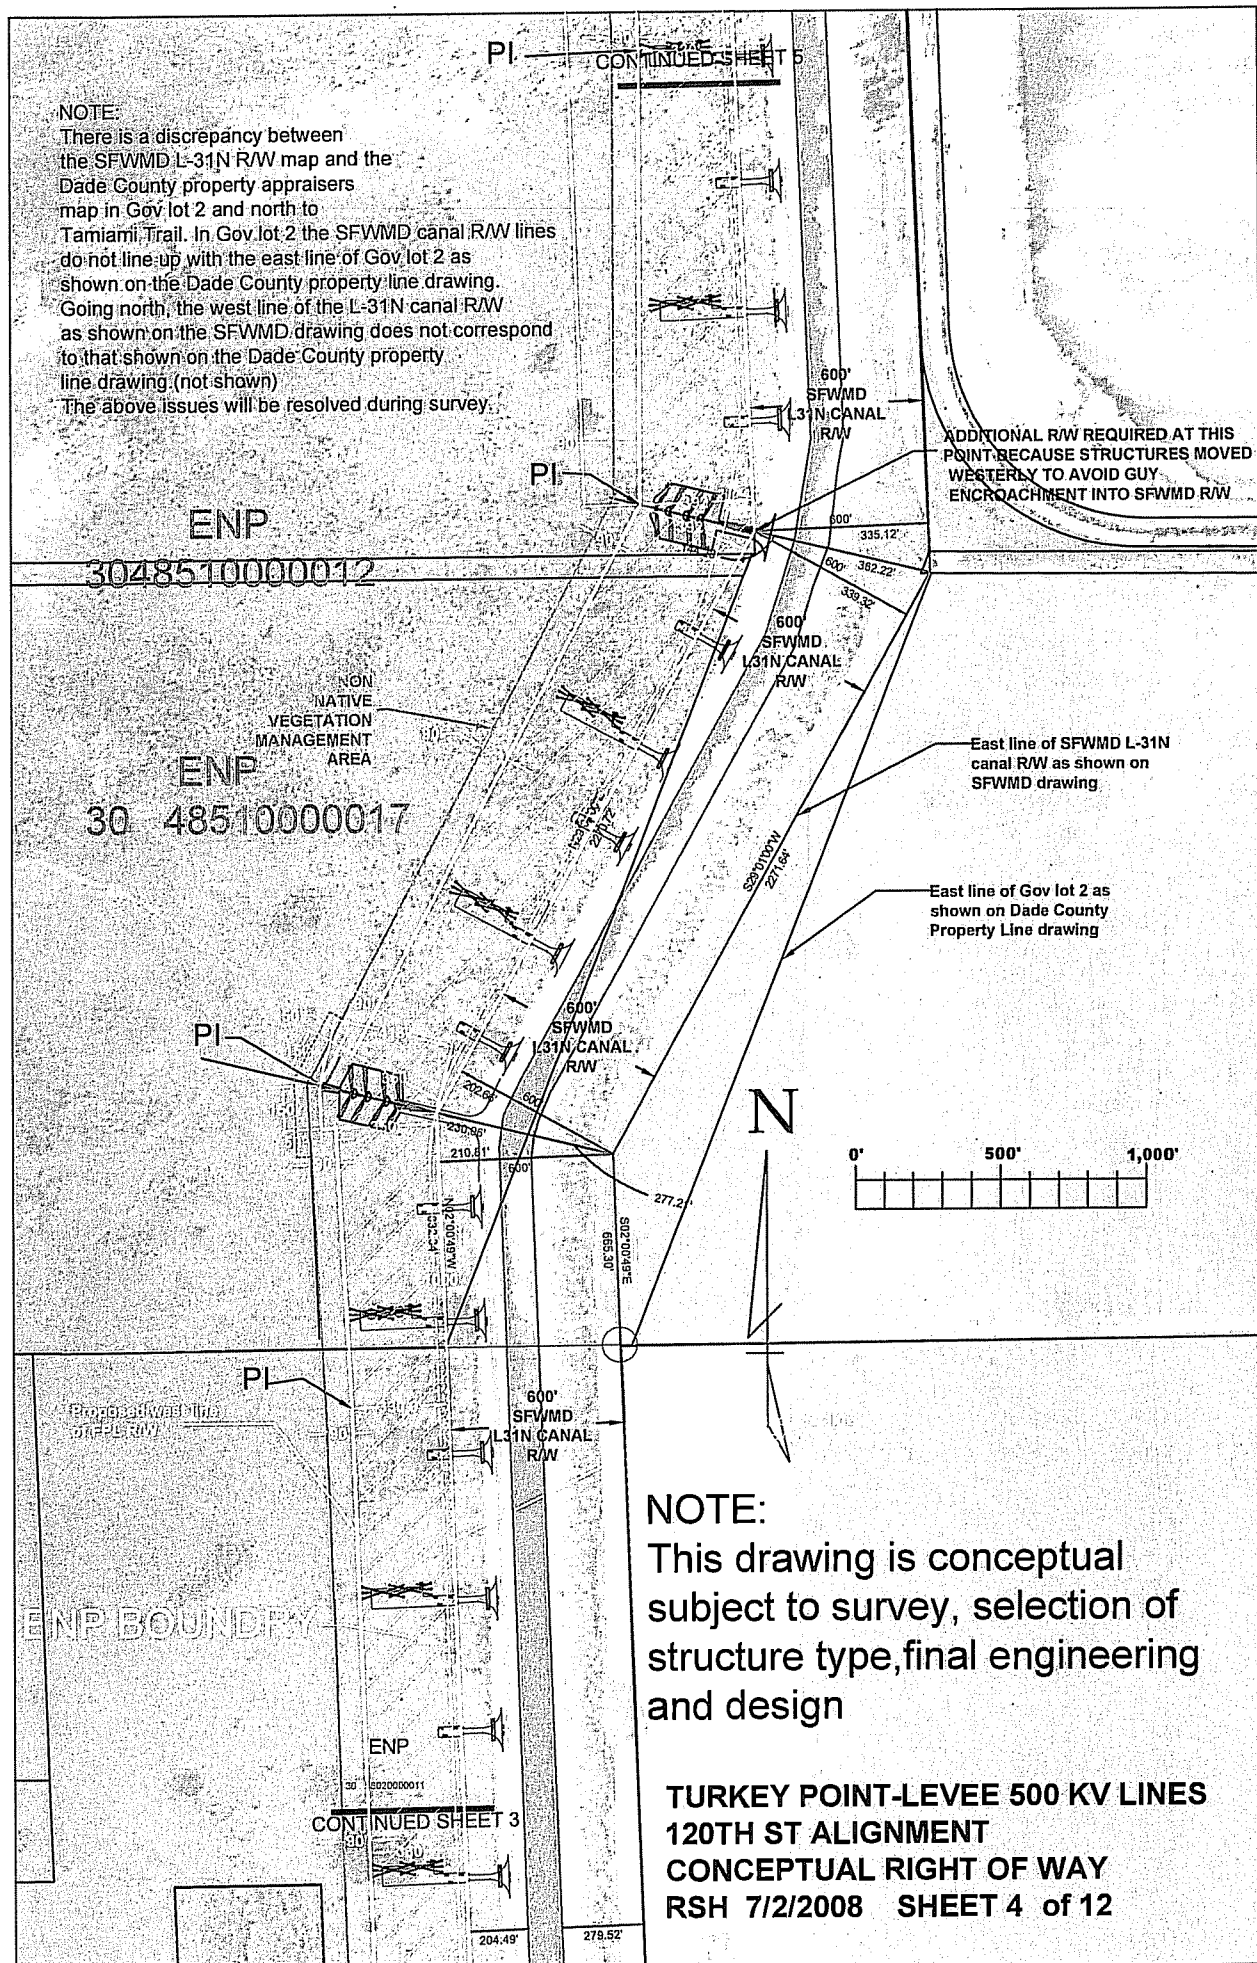 PI
CONTINUED SHEET 5
NOTE:
There is a discrepancy between
the SFWMD L-31N R/W map and the
Dade County property appraisers
map in Gov lot 2 and north to
Tamiami Trail. In Gov.lot 2 the SFWMD canal R/W lines
do not line up with the east line of Gov lot 2 as
shown on the Dade County property line drawing.
Going north, the west line of the L-31N canal R/W
as shown on the SFWMD drawing does not correspond
to that shown on the Dade County property
line drawing.(not shown)
The above issues will be resolved during survey.
600'
SFWMD
L31N CANAL
R/W
ADDITIONAL R/W REQUIRED AT THIS
POINT BECAUSE STRUCTURES MOVED
WESTERLY TO AVOID GUY
ENCROACHMENT INTO SFWMD R/W
PI
ENP
3048510000012
600'
335.12'
600'
362.22'
339.32'
600'
SFWMD
L31N CANAL
R/W
NON
NATIVE
VEGETATION
MANAGEMENT
AREA
ENP
30 48510000017
East line of SFWMD L-31N
canal R/W as shown on
SFWMD drawing
S29°01'00"W
2271.64'
East line of Gov lot 2 as
shown on Dade County
Property Line drawing
600'
SFWMD
L31N CANAL
R/W
PI
202.66'
600'
210.61'
600'
277.21'
N02°00'49"W
S02°00'49"E
665.30'
N
0' 500' 1,000'
PI
Proposed west line
of FPL R/W
600'
SFWMD
L31N CANAL
R/W
ENP BOUNDRY
NOTE:
This drawing is conceptual
subject to survey, selection of
structure type,final engineering
and design
ENP
CONTINUED SHEET 3
TURKEY POINT-LEVEE 500 KV LINES
120TH ST ALIGNMENT
CONCEPTUAL RIGHT OF WAY
RSH 7/2/2008 SHEET 4 of 12
204.49'
279.52'